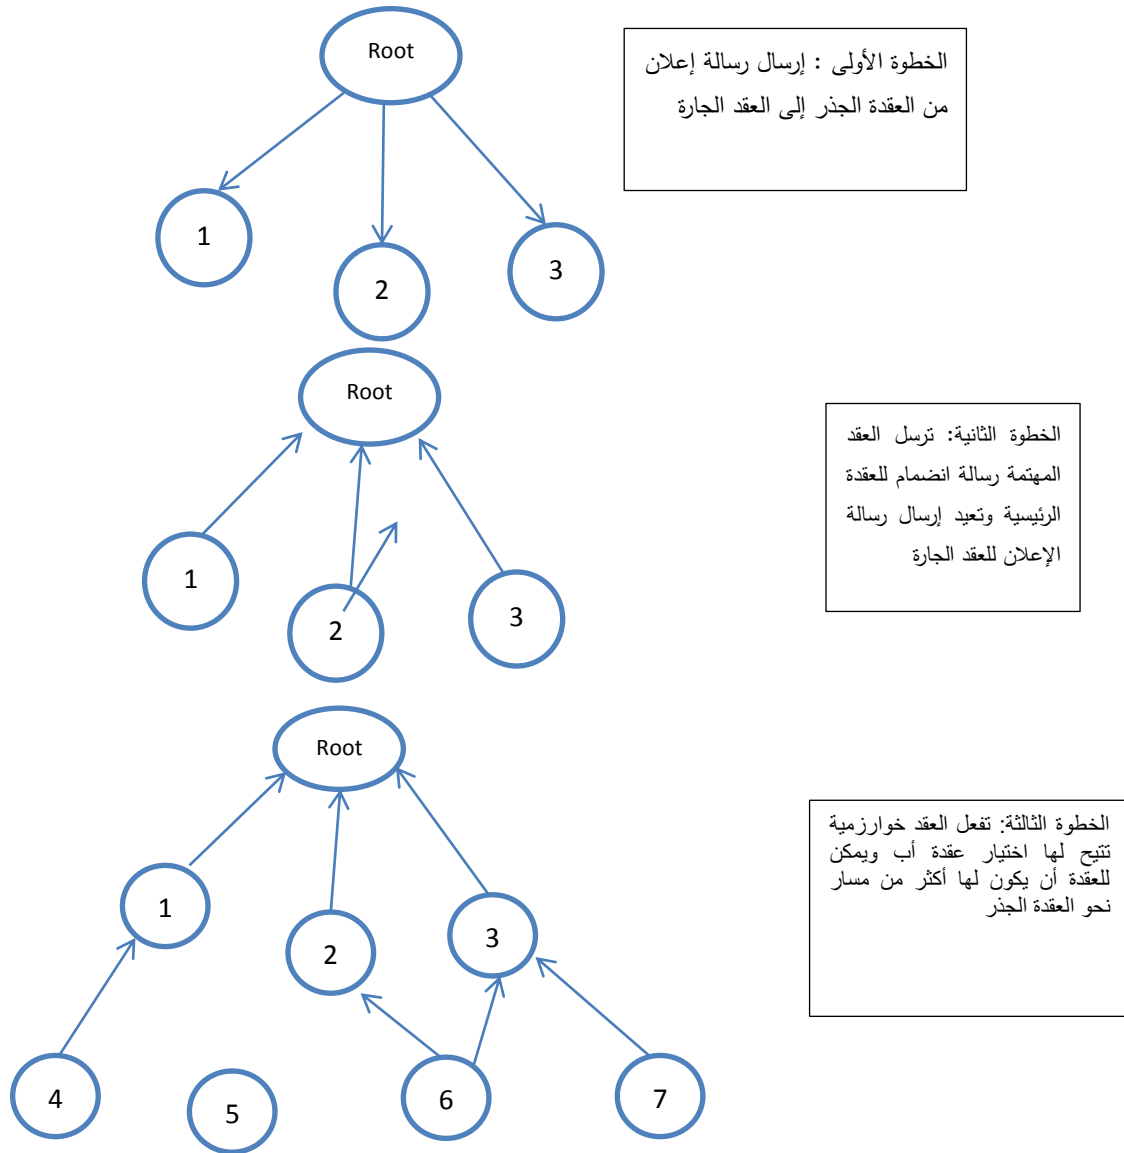 Root
الخطوة الأولى : إرسال رسالة إعلان
من العقدة الجذر إلى العقد الجارة
1
2
3
Root
الخطوة الثانية: ترسل العقد
المهتمة رسالة انضمام للعقدة
الرئيسية وتعيد إرسال رسالة
الإعلان للعقد الجارة
1
2
3
Root
الخطوة الثالثة: تفعل العقد خوارزمية
تتيح لها اختيار عقدة أب ويمكن
للعقدة أن يكون لها أكثر من مسار
نحو العقدة الجذر
1
2
3
4
5
6
7